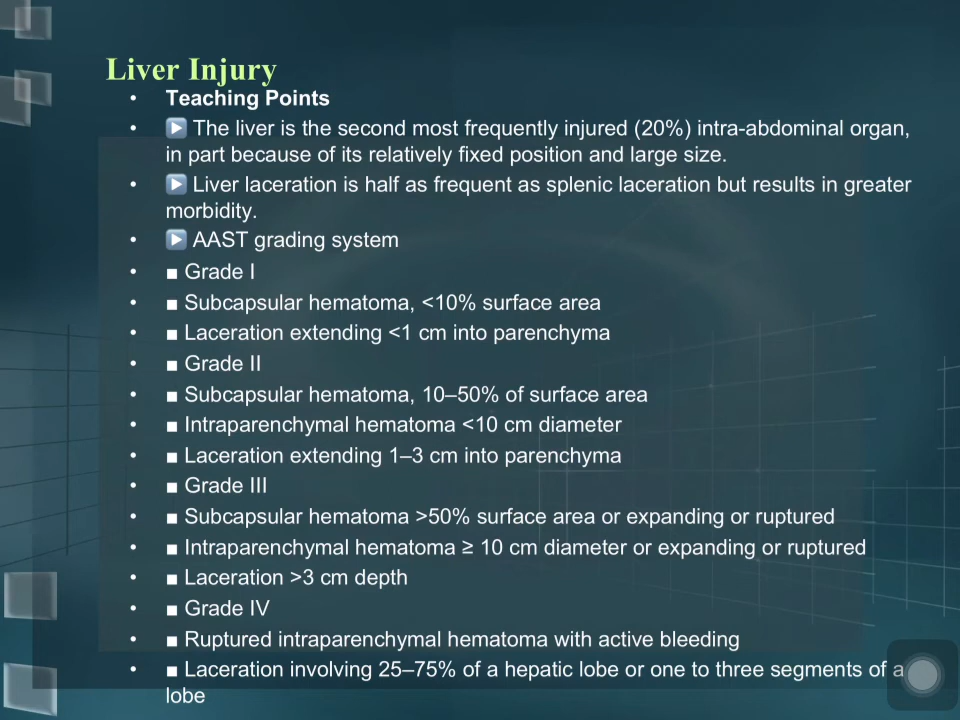 Liver Injury
• Teaching Points
• ▶ The liver is the second most frequently injured (20%) intra-abdominal organ,
in part because of its relatively fixed position and large size.
• ▶ Liver laceration is half as frequent as splenic laceration but results in greater
morbidity.
• ▶ AAST grading system
• ■ Grade I
• ■ Subcapsular hematoma, <10% surface area
• ■ Laceration extending <1 cm into parenchyma
• ■ Grade II
• ■ Subcapsular hematoma, 10–50% of surface area
• ■ Intraparenchymal hematoma <10 cm diameter
• ■ Laceration extending 1–3 cm into parenchyma
• ■ Grade III
• ■ Subcapsular hematoma >50% surface area or expanding or ruptured
• ■ Intraparenchymal hematoma ≥ 10 cm diameter or expanding or ruptured
• ■ Laceration >3 cm depth
• ■ Grade IV
• ■ Ruptured intraparenchymal hematoma with active bleeding
• ■ Laceration involving 25–75% of a hepatic lobe or one to three segments of a
lobe